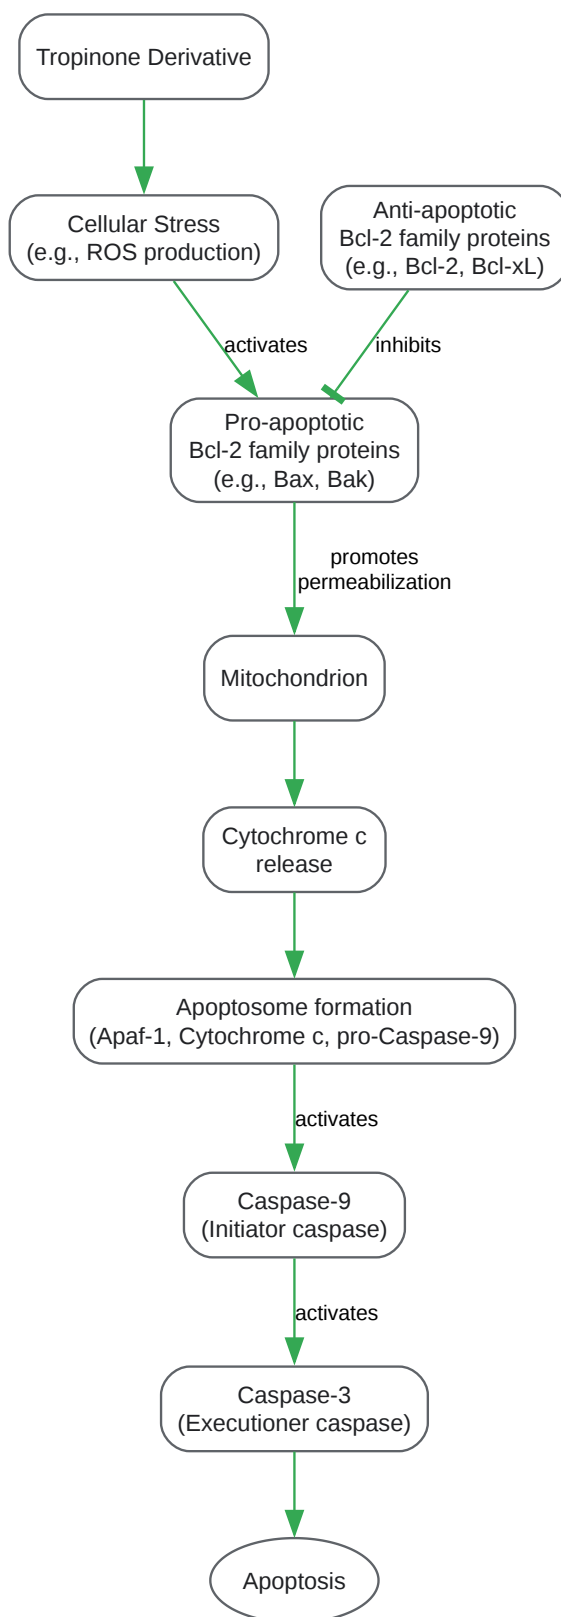 Tropinone Derivative
Cellular Stress
(e.g., ROS production)
Anti-apoptotic
Bcl-2 family proteins
(e.g., Bcl-2, Bcl-xL)
activates
inhibits
Pro-apoptotic
Bcl-2 family proteins
(e.g., Bax, Bak)
promotes
permeabilization
Mitochondrion
Cytochrome c
release
Apoptosome formation
(Apaf-1, Cytochrome c, pro-Caspase-9)
activates
Caspase-9
(Initiator caspase)
activates
Caspase-3
(Executioner caspase)
Apoptosis